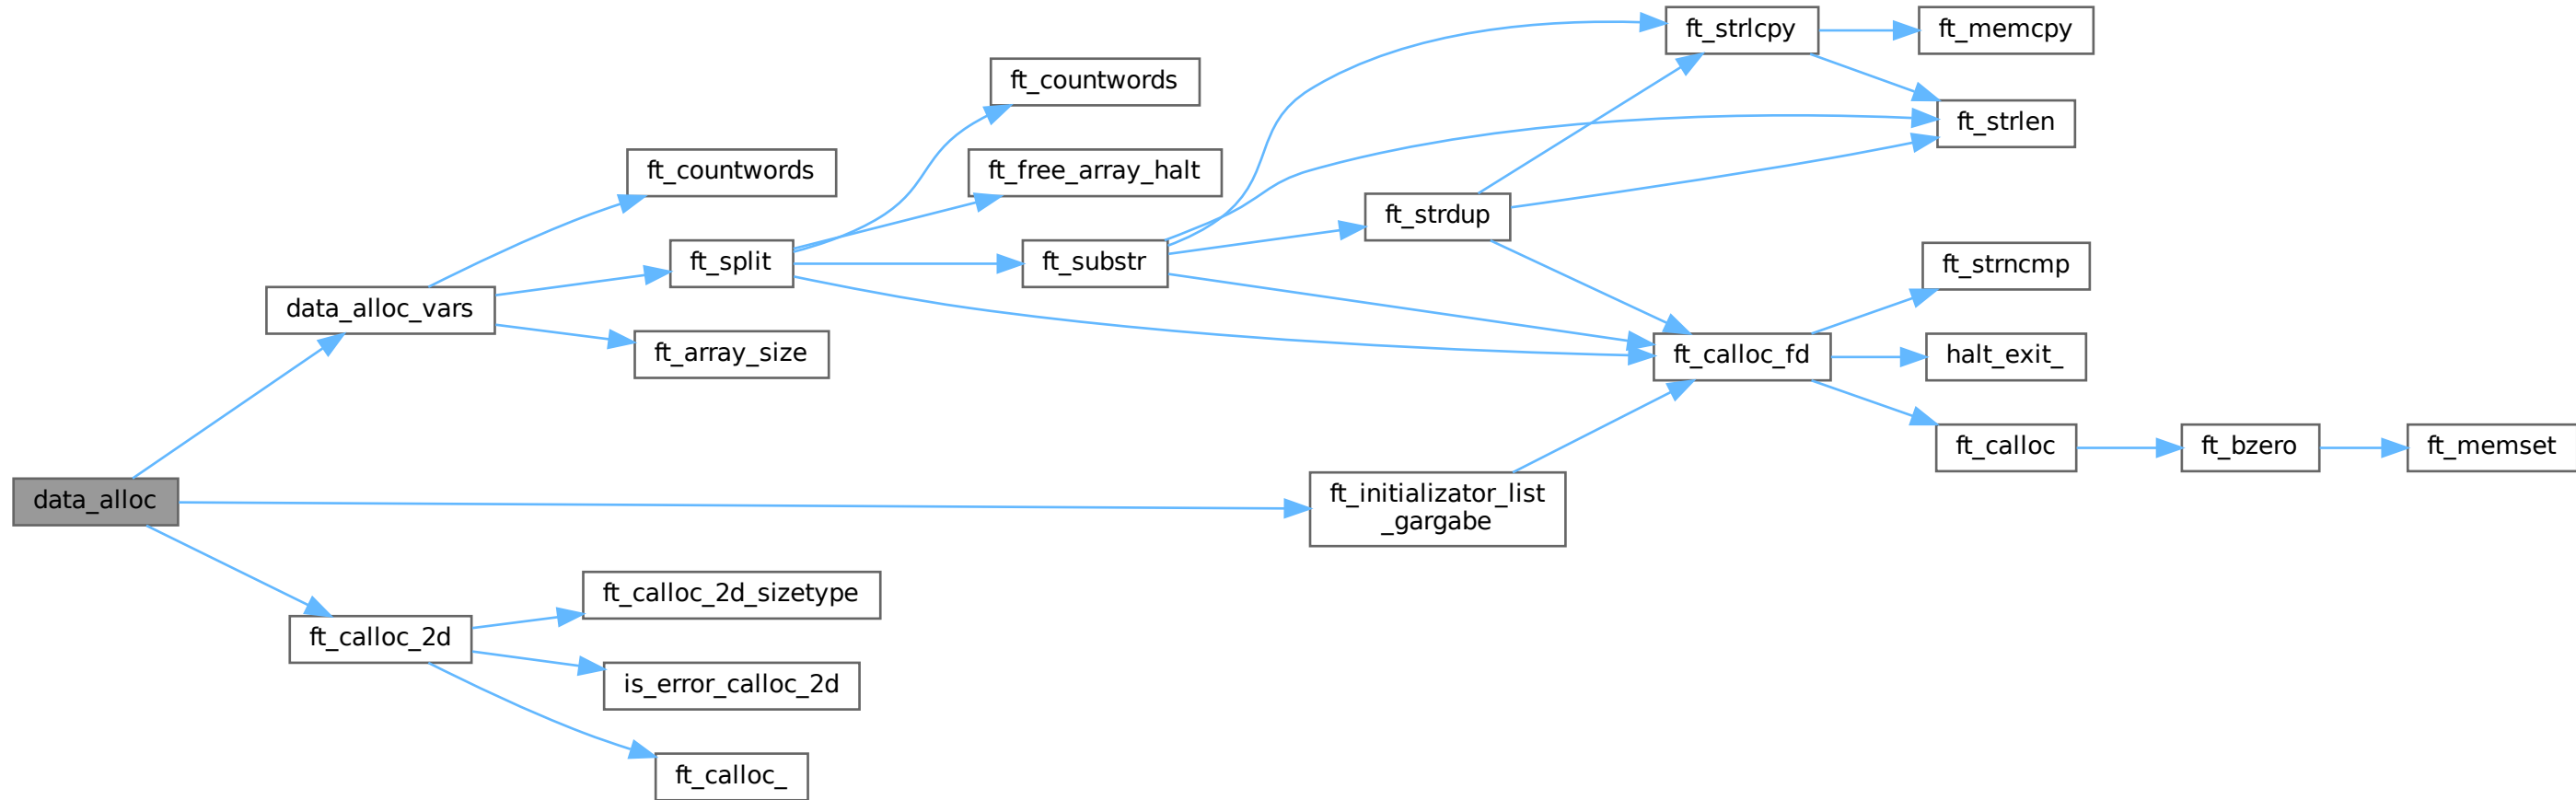 ft_strlcpy
ft_memcpy
ft_countwords
ft_strlen
ft_countwords
ft_free_array_halt
ft_strdup
ft_split
ft_substr
ft_strncmp
data_alloc_vars
ft_array_size
ft_calloc_fd
halt_exit_
ft_calloc
ft_bzero
ft_memset
data_alloc
ft_initializator_list
_gargabe
ft_calloc_2d_sizetype
ft_calloc_2d
is_error_calloc_2d
ft_calloc_